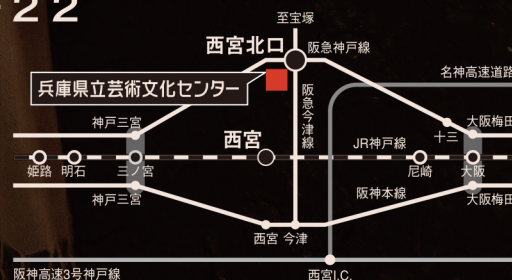 22
至宝塚
西宮北口
阪急神戸線
兵庫県立芸術文化センター
名神高速道路
阪急今津線
神戸三宮
西宮
十三
大阪梅田
JR神戸線
姫路
明石
三ノ宮
尼崎
大阪
神戸三宮
阪神本線
大阪梅田
西宮
今津
阪神高速3号神戸線
西宮I.C.